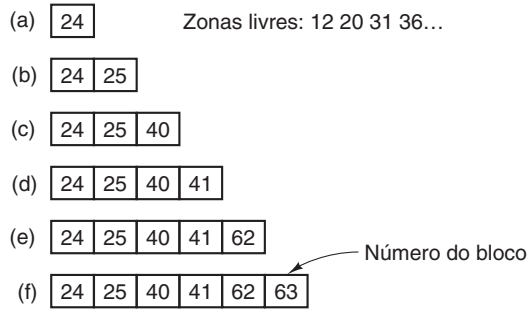 (a) 24 Zonas livres: 12 20 31 36…
(b) 24 25
(c) 24 25 40
(d) 24 25 40 41
(e) 24 25 40 41 62
Número do bloco
(f) 24 25 40 41 62 63